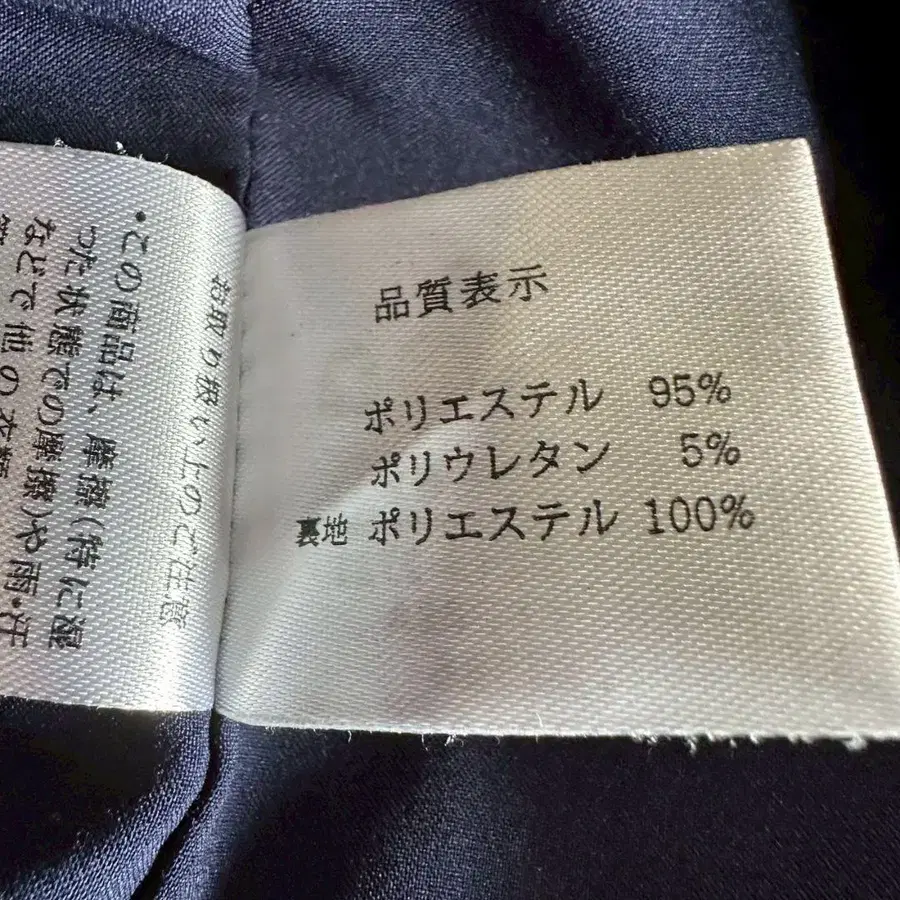 品質表示
ポリエステル 95%
ポリウレタン 5%
裏地 ポリエステル 100%
お取り扱い上のご注意
・この商品は、摩擦(特に湿
った状態での摩擦)や雨・汗
などで他の衣類